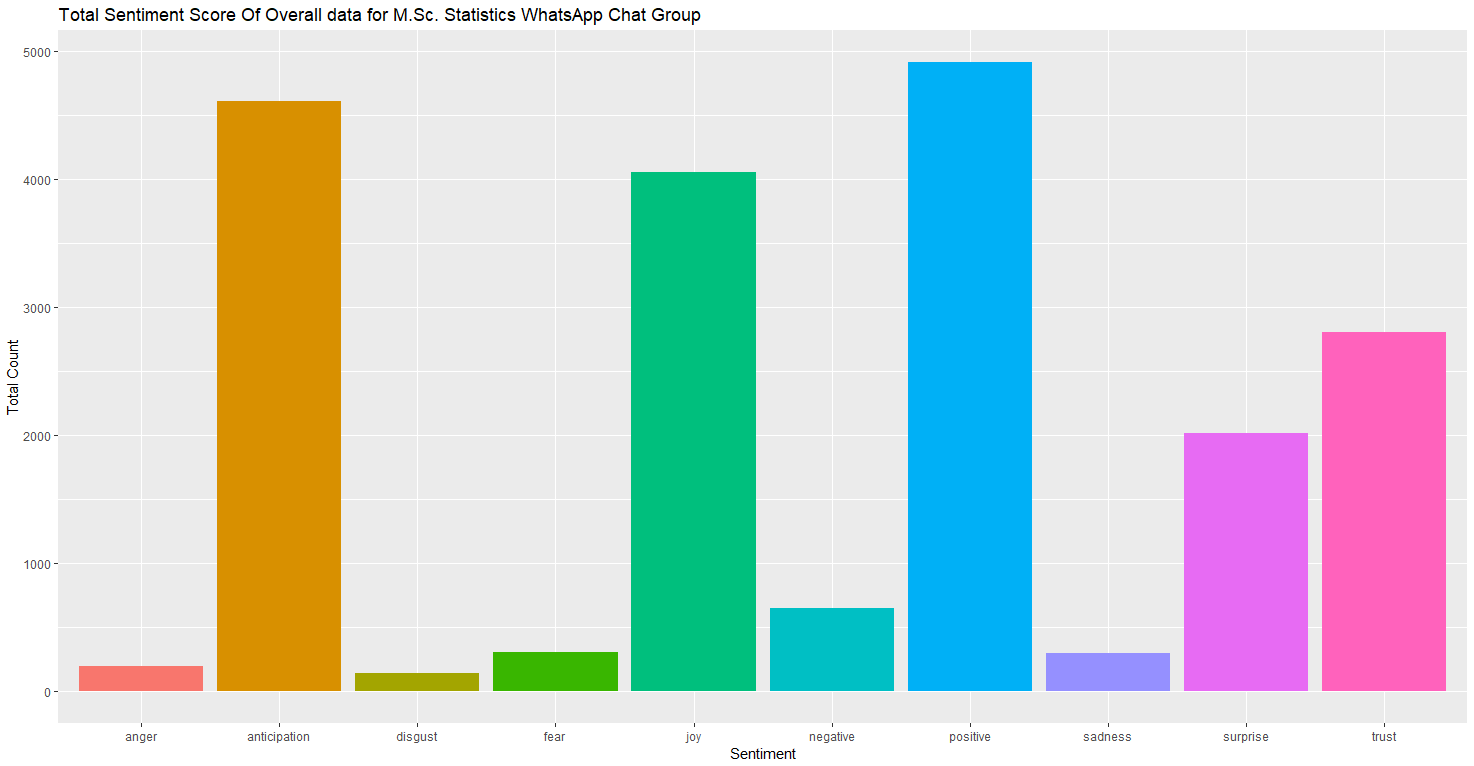 Total Sentiment Score Of Overall data for M.Sc. Statistics WhatsApp Chat Group
Total Count
5000
4000
3000
2000
1000
0
anger anticipation disgust fear joy negative positive sadness surprise trust
Sentiment